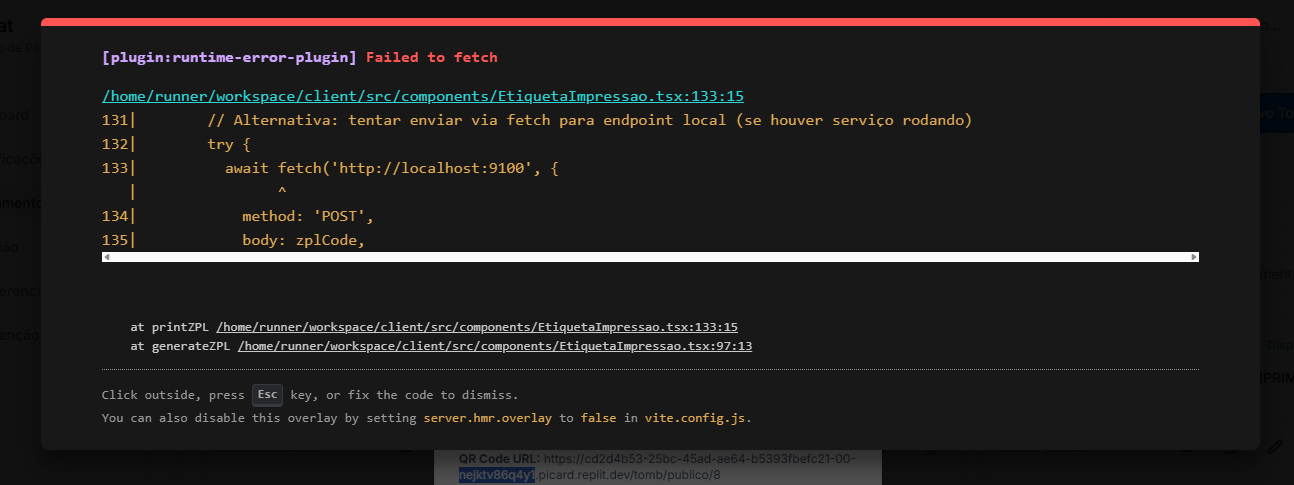 [plugin:runtime-error-plugin] Failed to fetch
/home/runner/workspace/client/src/components/EtiquetaImpressao.tsx:133:15
131|        // Alternativa: tentar enviar via fetch para endpoint local (se houver serviço rodando)
132|        try {
133|          await fetch('http://localhost:9100', {
   |                ^
134|            method: 'POST',
135|            body: zplCode,
at printZPL /home/runner/workspace/client/src/components/EtiquetaImpressao.tsx:133:15
at generateZPL /home/runner/workspace/client/src/components/EtiquetaImpressao.tsx:97:13
Click outside, press Esc key, or fix the code to dismiss.
You can also disable this overlay by setting server.hmr.overlay to false in vite.config.js.
QR Code URL: https://cd2d4b53-25bc-45ad-ae64-b5393fbefc21-00-
nejktv86q4y1.picard.replit.dev/tomb/publico/8